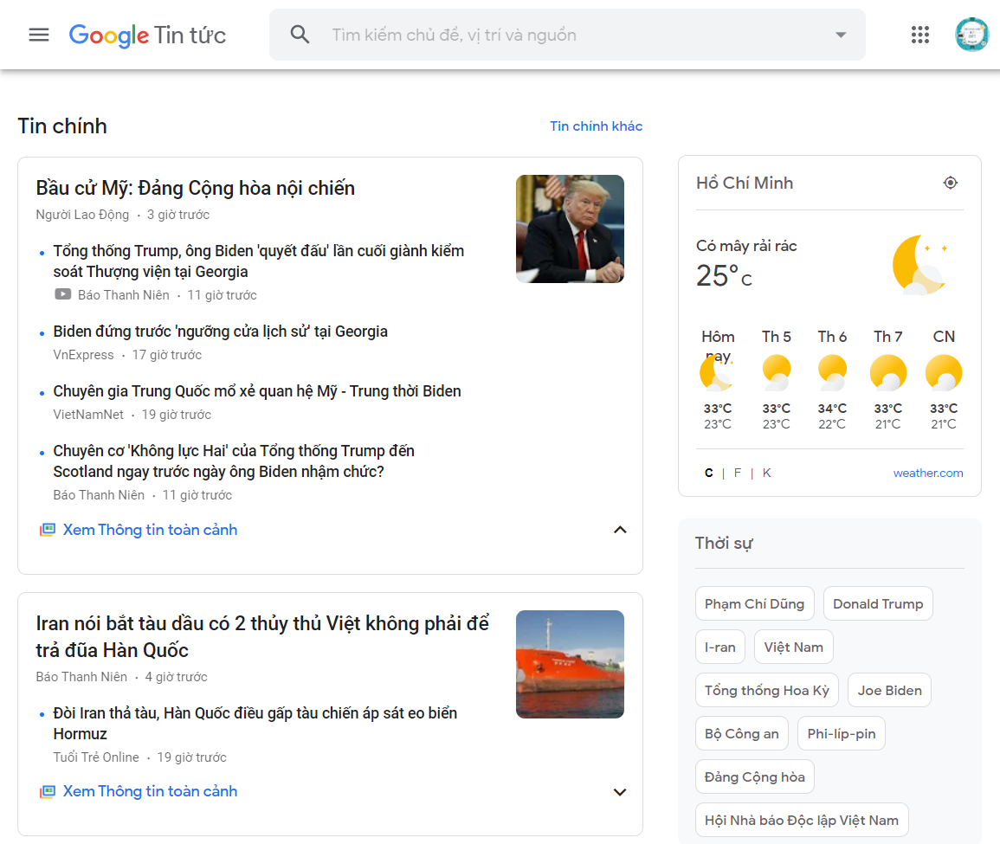 Google Tin tức
Tìm kiếm chủ đề, vị trí và nguồn
Tin chính
Tin chính khác
Bầu cử Mỹ: Đảng Cộng hòa nội chiến
Người Lao Động · 3 giờ trước
Tổng thống Trump, ông Biden 'quyết đấu' lần cuối giành kiểm
soát Thượng viện tại Georgia
Báo Thanh Niên · 11 giờ trước
Biden đứng trước 'ngưỡng cửa lịch sử' tại Georgia
VnExpress · 17 giờ trước
Chuyên gia Trung Quốc mổ xẻ quan hệ Mỹ - Trung thời Biden
VietNamNet · 19 giờ trước
Chuyên cơ 'Không lực Hai' của Tổng thống Trump đến
Scotland ngay trước ngày ông Biden nhậm chức?
Báo Thanh Niên · 11 giờ trước
Xem Thông tin toàn cảnh
Iran nói bắt tàu dầu có 2 thủy thủ Việt không phải để
trả đũa Hàn Quốc
Báo Thanh Niên · 4 giờ trước
Đòi Iran thả tàu, Hàn Quốc điều gấp tàu chiến áp sát eo biển
Hormuz
Tuổi Trẻ Online · 19 giờ trước
Xem Thông tin toàn cảnh
Hồ Chí Minh
Có mây rải rác
25°C
Hôm nay Th 5 Th 6 Th 7 CN
33°C 33°C 34°C 33°C 33°C
23°C 23°C 22°C 21°C 21°C
C | F | K
weather.com
Thời sự
Phạm Chí Dũng Donald Trump
I-ran Việt Nam
Tổng thống Hoa Kỳ Joe Biden
Bộ Công an Phi-líp-pin
Đảng Cộng hòa
Hội Nhà báo Độc lập Việt Nam